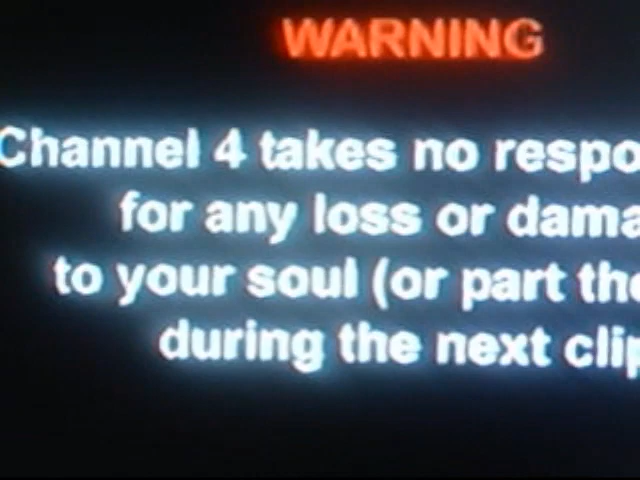 WARNING
Channel 4 takes no respo
for any loss or dama
to your soul (or part the
during the next clip